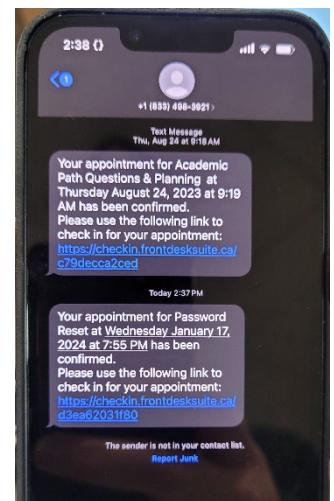 2:38
1
+1 (833) 498-3921 >
Text Message
Thu, Aug 24 at 9:18 AM
Your appointment for Academic
Path Questions & Planning at
Thursday August 24, 2023 at 9:19
AM has been confirmed.
Please use the following link to
check in for your appointment:
https://checkin.frontdesksuite.ca/
c79decca2ced
Today 2:37 PM
Your appointment for Password
Reset at Wednesday January 17,
2024 at 7:55 PM has been
confirmed.
Please use the following link to
check in for your appointment:
https://checkin.frontdesksuite.ca/
d3ea62031f80
The sender is not in your contact list.
Report Junk